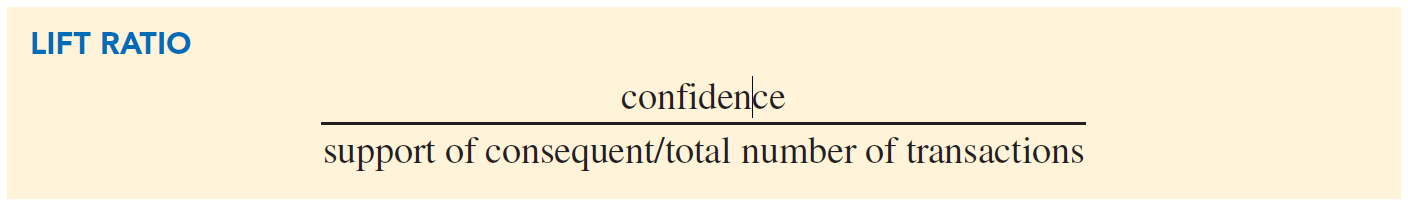 LIFT RATIO
confidence
support of consequent/total number of transactions